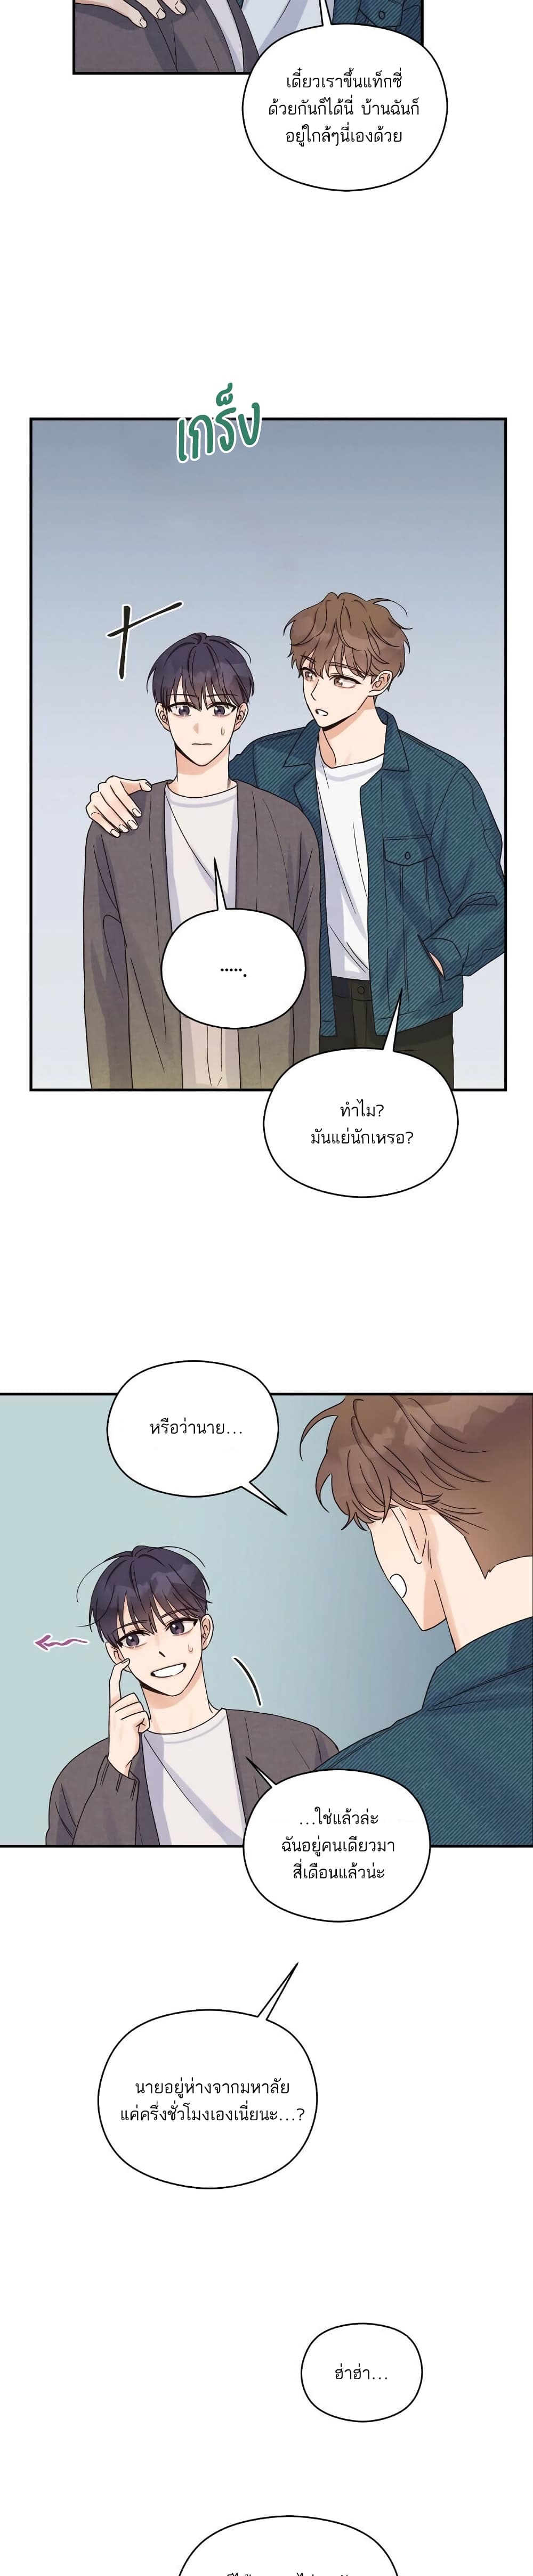 เดี๋ยวเราขึ้นแท็กซี่
ด้วยกันก็ได้นี่ บ้านฉันก็
อยู่ใกล้ๆนี่เองด้วย
เกร็ง
.....
ทำไม?
มันแย่นักเหรอ?
หรือว่านาย...
...ใช่แล้วล่ะ
ฉันอยู่คนเดียวมา
สี่เดือนแล้วน่ะ
นายอยู่ห่างจากมหาลัย
แค่ครึ่งชั่วโมงเองเนี่ยนะ...?
ฮ่าฮ่า...